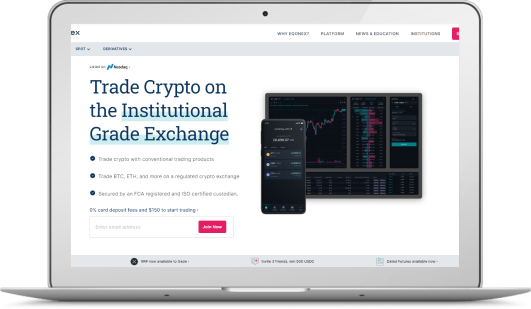 ex
WHY EQONEX? PLATFORM NEWS & EDUCATION INSTITUTIONS
SPOT DERIVATIVES
Listed on Nasdaq
Trade Crypto on
the Institutional
Grade Exchange
Trade crypto with conventional trading products
Trade BTC, ETH, and more on a regulated crypto exchange
Secured by an FCA registered and ISO certified custodian.
0% card deposit fees and $150 to start trading ›
Enter email address
Join Now
XRP now available to trade ›
Invite 3 friends, win 500 USDC
Dated Futures available now ›